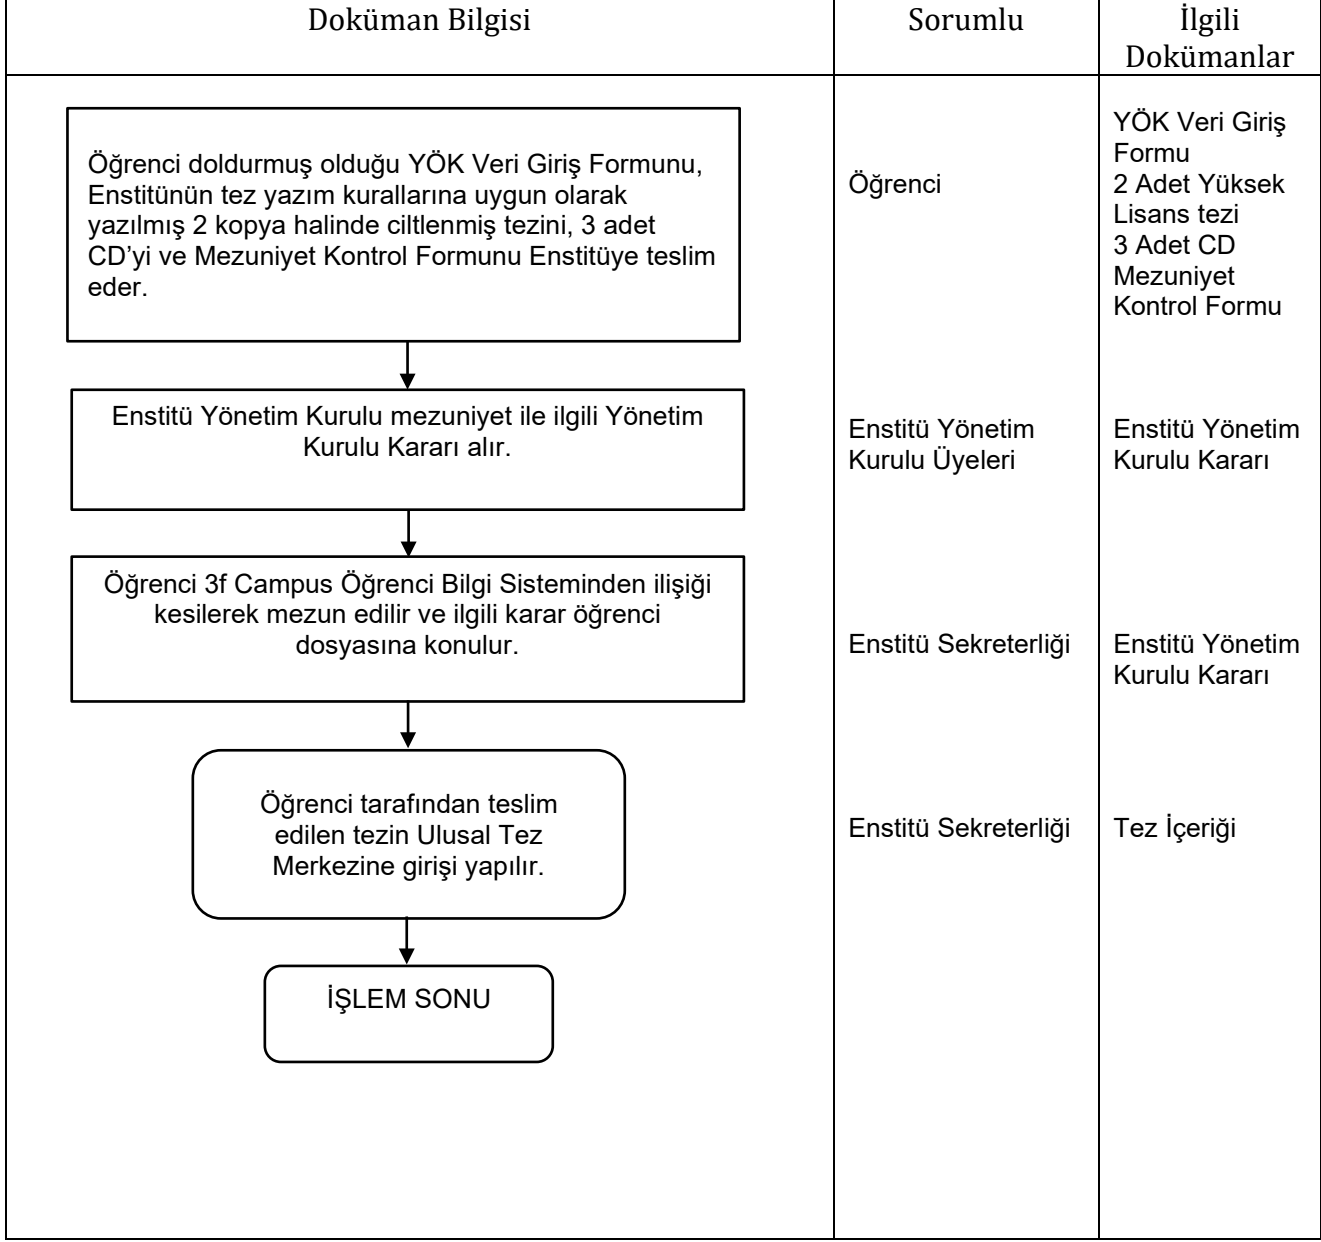 Doküman Bilgisi
Sorumlu
İlgili
Dokümanlar
Öğrenci doldurmuş olduğu YÖK Veri Giriş Formunu,
Enstitünün tez yazım kurallarına uygun olarak
yazılmış 2 kopya halinde ciltlenmiş tezini, 3 adet
CD’yi ve Mezuniyet Kontrol Formunu Enstitüye teslim
eder.
Öğrenci
YÖK Veri Giriş
Formu
2 Adet Yüksek
Lisans tezi
3 Adet CD
Mezuniyet
Kontrol Formu
Enstitü Yönetim Kurulu mezuniyet ile ilgili Yönetim
Kurulu Kararı alır.
Enstitü Yönetim
Kurulu Üyeleri
Enstitü Yönetim
Kurulu Kararı
Öğrenci 3f Campus Öğrenci Bilgi Sisteminden ilişiği
kesilerek mezun edilir ve ilgili karar öğrenci
dosyasına konulur.
Enstitü Sekreterliği
Enstitü Yönetim
Kurulu Kararı
Öğrenci tarafından teslim
edilen tezin Ulusal Tez
Merkezine girişi yapılır.
Enstitü Sekreterliği
Tez İçeriği
İŞLEM SONU